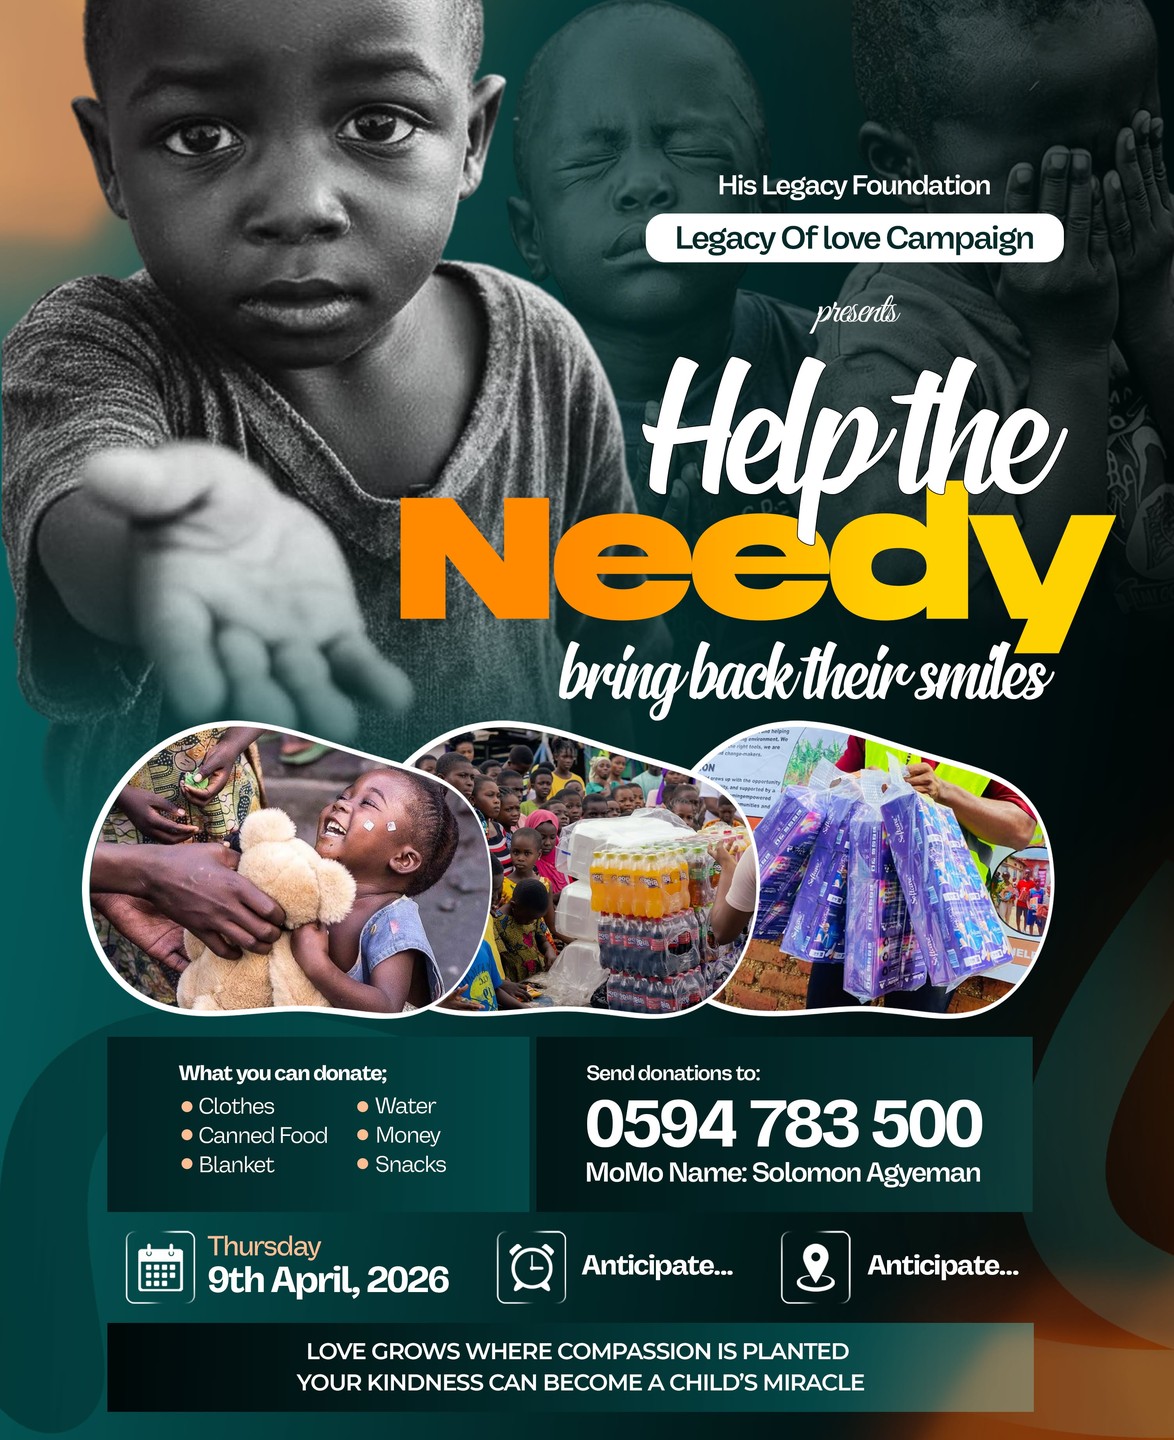 His Legacy Foundation
Legacy Of love Campaign
presents
Help the
Needy
bring back their smiles
What you can donate;
Clothes
Canned Food
Blanket
Water
Money
Snacks
Send donations to:
0594 783 500
MoMo Name: Solomon Agyeman
Thursday
9th April, 2026
Anticipate...
Anticipate...
LOVE GROWS WHERE COMPASSION IS PLANTED
YOUR KINDNESS CAN BECOME A CHILD'S MIRACLE